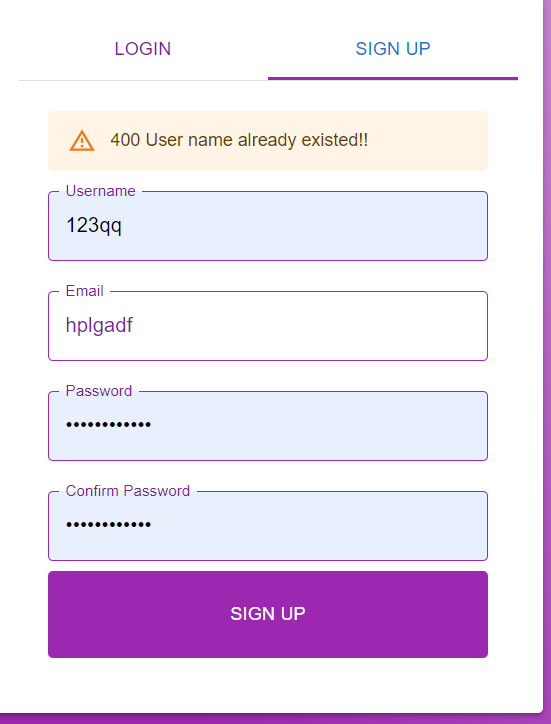 LOGIN SIGN UP
400 User name already existed!!
Username
123qq
Email
hplgadf
Password
••••••••••••
Confirm Password
••••••••••••
SIGN UP